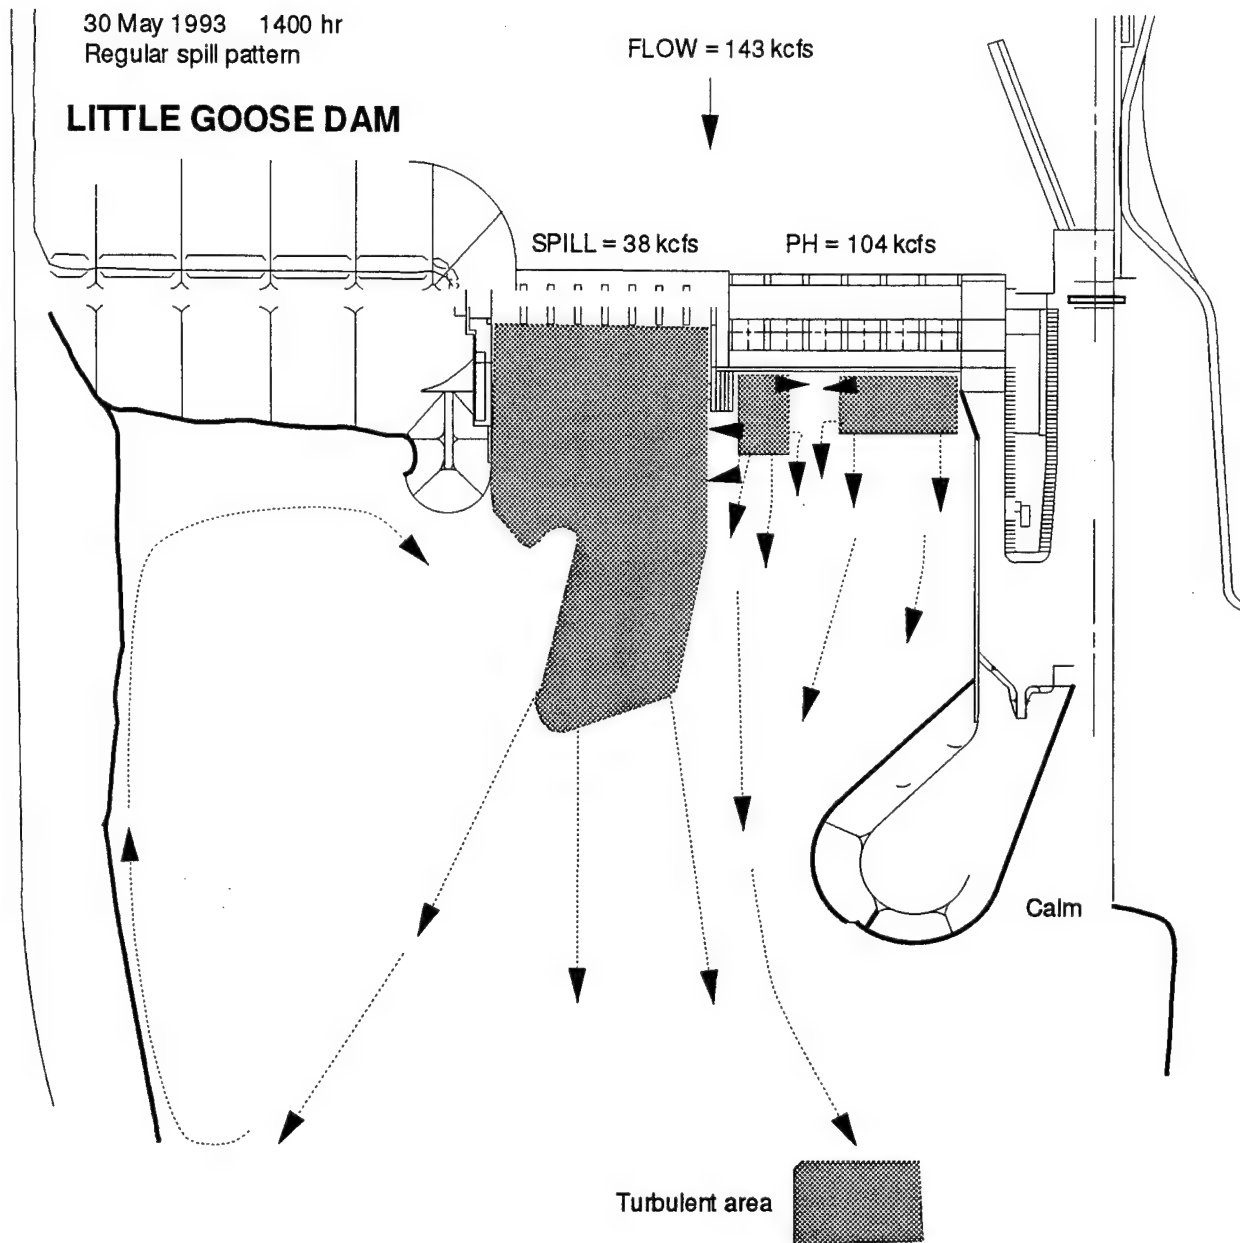 30 May 1993 1400 hr
Regular spill pattern
LITTLE GOOSE DAM
FLOW = 143 kcfs
SPILL = 38 kcfs
PH = 104 kcfs
Calm
Turbulent area